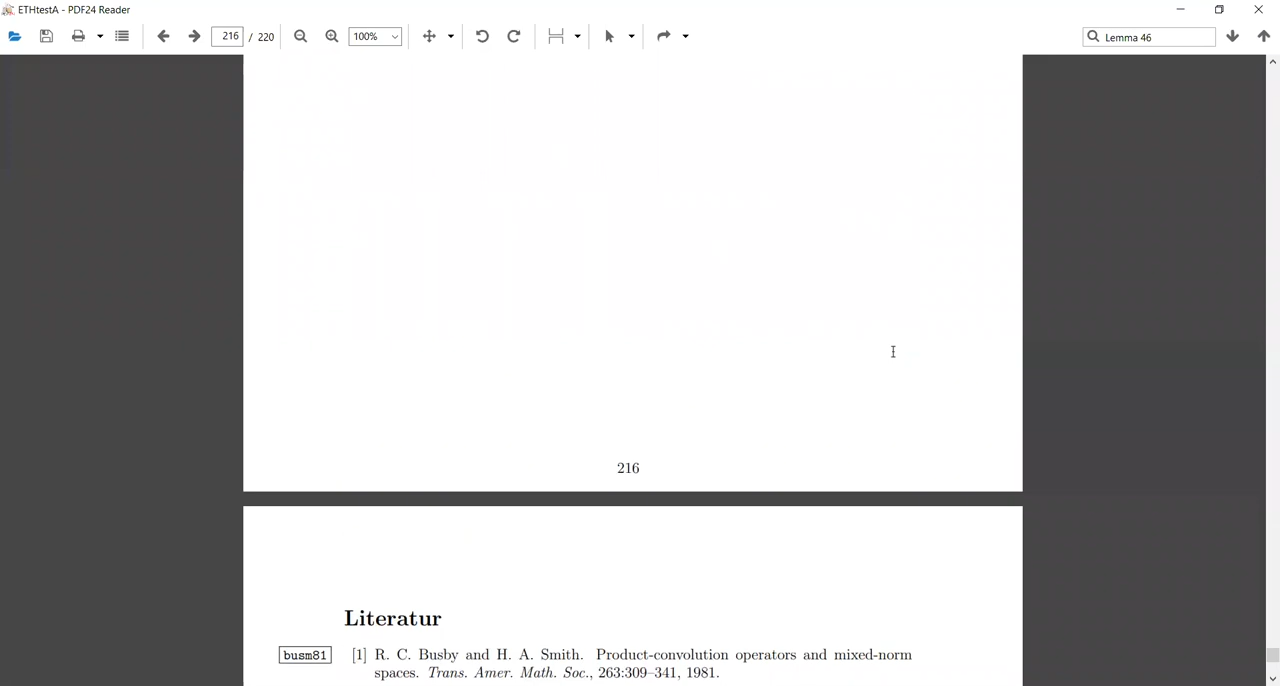 ETHtestA - PDF24 Reader
216 / 220 100% Lemma 46
216
Literatur
busm81 [1] R. C. Busby and H. A. Smith. Product-convolution operators and mixed-norm
spaces. Trans. Amer. Math. Soc., 263:309–341, 1981.